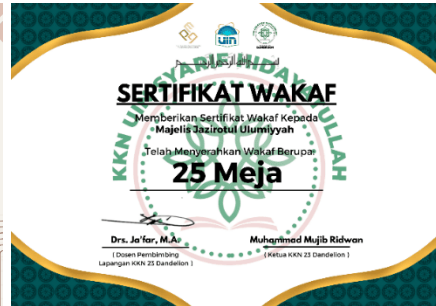 uin
بسم الله الرحمن الرحيم
SERTIFIKAT WAKAF
Memberikan Sertifikat Wakaf Kepada
Majelis Jazirotul Ulumiyyah
Telah Menyerahkan Wakaf Berupa
25 Meja
KKN UIN SYARIF HIDAYATULLAH
Drs. Ja'far, M.A.
( Dosen Pembimbing
Lapangan KKN 23 Dandelion )
Muhammad Mujib Ridwan
( Ketua KKN 23 Dandelion )